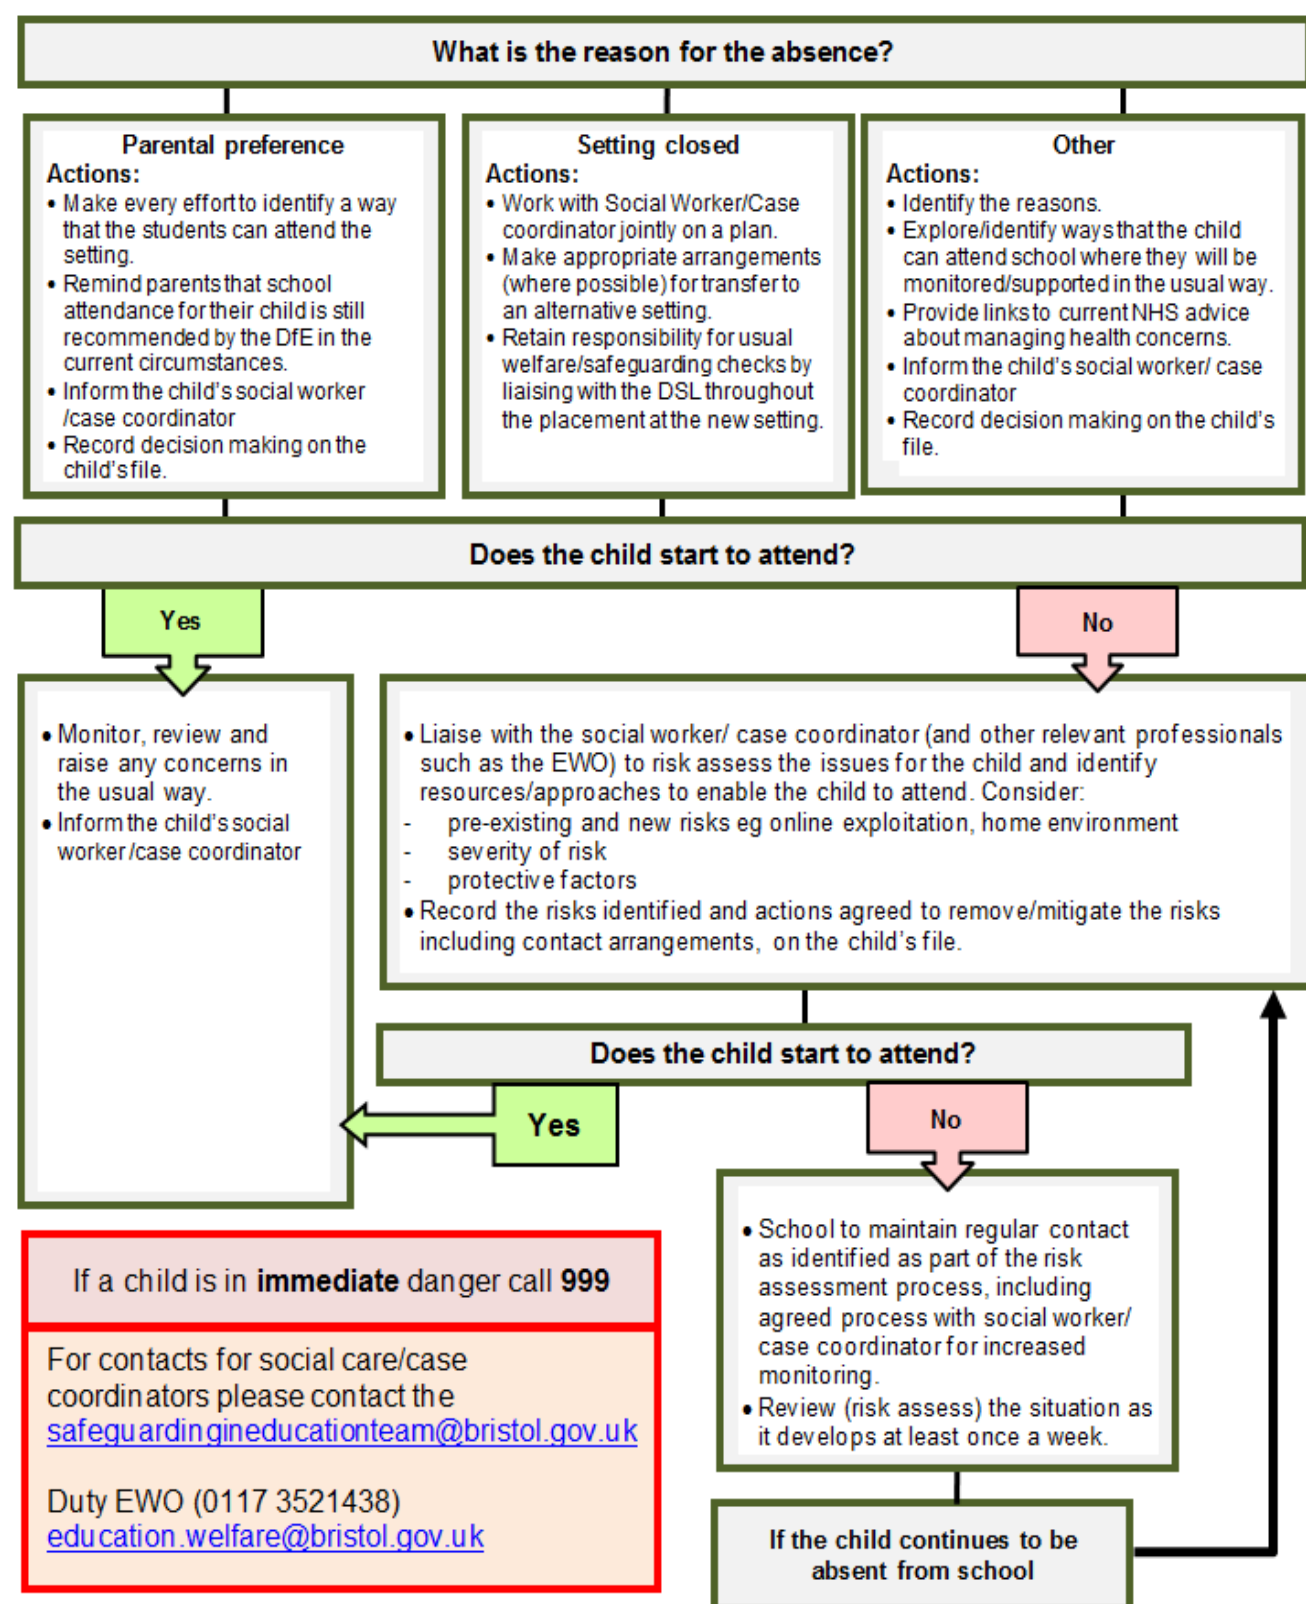 What is the reason for the absence?
Parental preference
Actions:
• Make every effort to identify a way
that the students can attend the
setting.
• Remind parents that school
attendance for their child is still
recommended by the DfE in the
current circumstances.
• Inform the child's social worker
/case coordinator
• Record decision making on the
child's file.
Setting closed
Actions:
• Work with Social Worker/Case
coordinator jointly on a plan.
• Make appropriate arrangements
(where possible) for transfer to
an alternative setting.
• Retain responsibility for usual
welfare/safeguarding checks by
liaising with the DSL throughout
the placement at the new setting.
Other
Actions:
• Identify the reasons.
• Explore/identify ways that the child
can attend school where they will be
monitored/supported in the usual way.
• Provide links to current NHS advice
about managing health concerns.
• Inform the child's social worker/ case
coordinator
• Record decision making on the child's
file.
Does the child start to attend?
Yes
No
• Monitor, review and
raise any concerns in
the usual way.
• Inform the child's social
worker /case coordinator
• Liaise with the social worker/ case coordinator (and other relevant professionals
such as the EWO) to risk assess the issues for the child and identify
resources/approaches to enable the child to attend. Consider:
- pre-existing and new risks eg online exploitation, home environment
- severity of risk
- protective factors
• Record the risks identified and actions agreed to remove/mitigate the risks
including contact arrangements, on the child's file.
Does the child start to attend?
Yes
No
• School to maintain regular contact
as identified as part of the risk
assessment process, including
agreed process with social worker/
case coordinator for increased
monitoring.
• Review (risk assess) the situation as
it develops at least once a week.
If the child continues to be
absent from school
If a child is in immediate danger call 999
For contacts for social care/case
coordinators please contact the
safeguardingineducationteam@bristol.gov.uk
Duty EWO (0117 3521438)
education.welfare@bristol.gov.uk